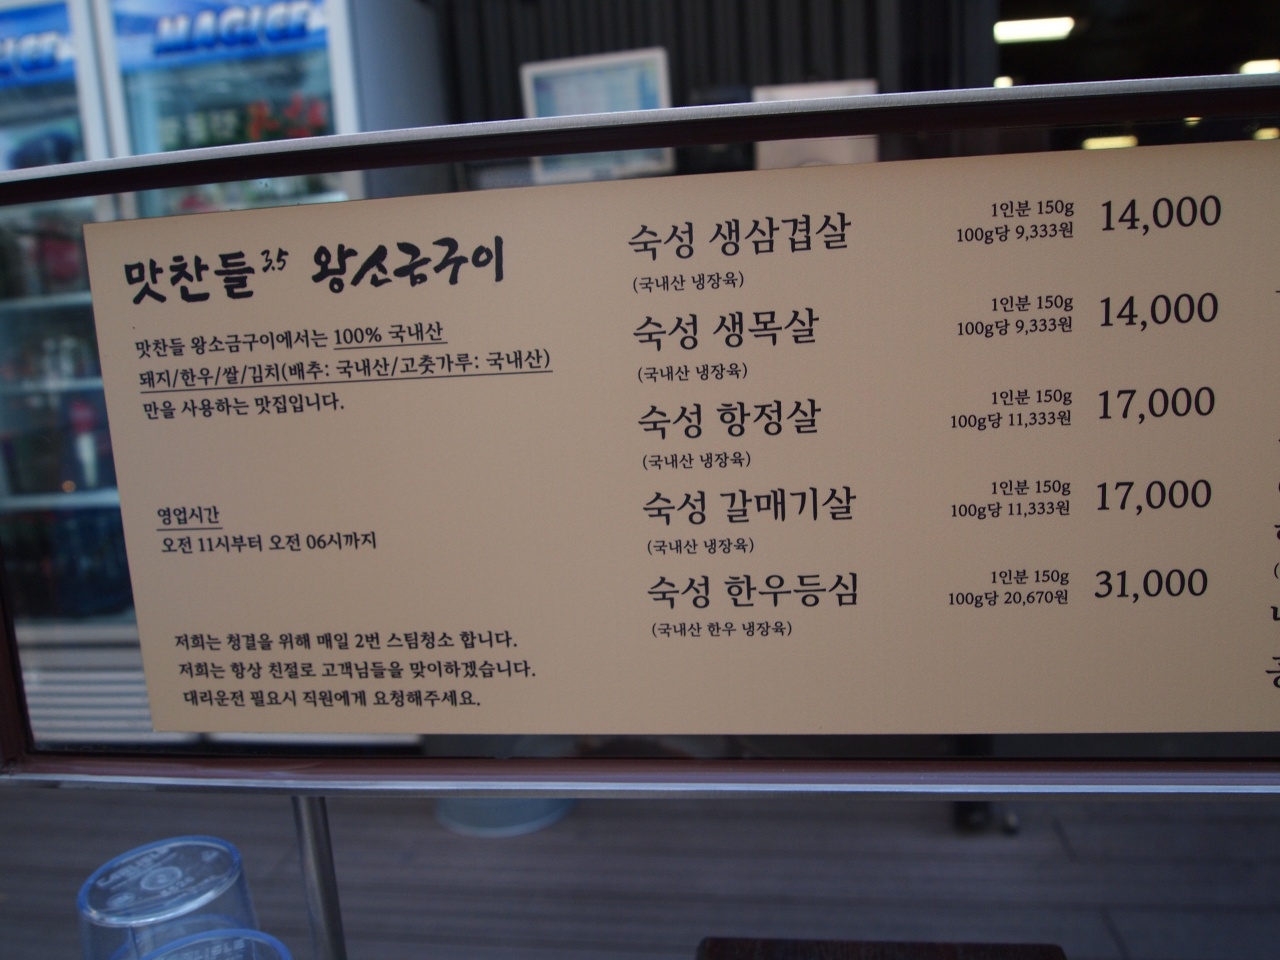 MAGIC
맛찬들 3.5 왕소금구이
맛찬들 왕소금구이에서는 100% 국내산
돼지/한우/쌀/김치(배추: 국내산/고춧가루: 국내산)
만을 사용하는 맛집입니다.
영업시간
오전 11시부터 오전 06시까지
저희는 청결을 위해 매일 2번 스팀청소 합니다.
저희는 항상 친절로 고객님들을 맞이하겠습니다.
대리운전 필요시 직원에게 요청해주세요.
숙성 생삼겹살 1인분 150g 14,000
100g당 9,333원
(국내산 냉장육)
숙성 생목살 1인분 150g 14,000
100g당 9,333원
(국내산 냉장육)
숙성 항정살 1인분 150g 17,000
100g당 11,333원
(국내산 냉장육)
숙성 갈매기살 1인분 150g 17,000
100g당 11,333원
(국내산 냉장육)
숙성 한우등심 1인분 150g 31,000
100g당 20,670원
(국내산 한우 냉장육)